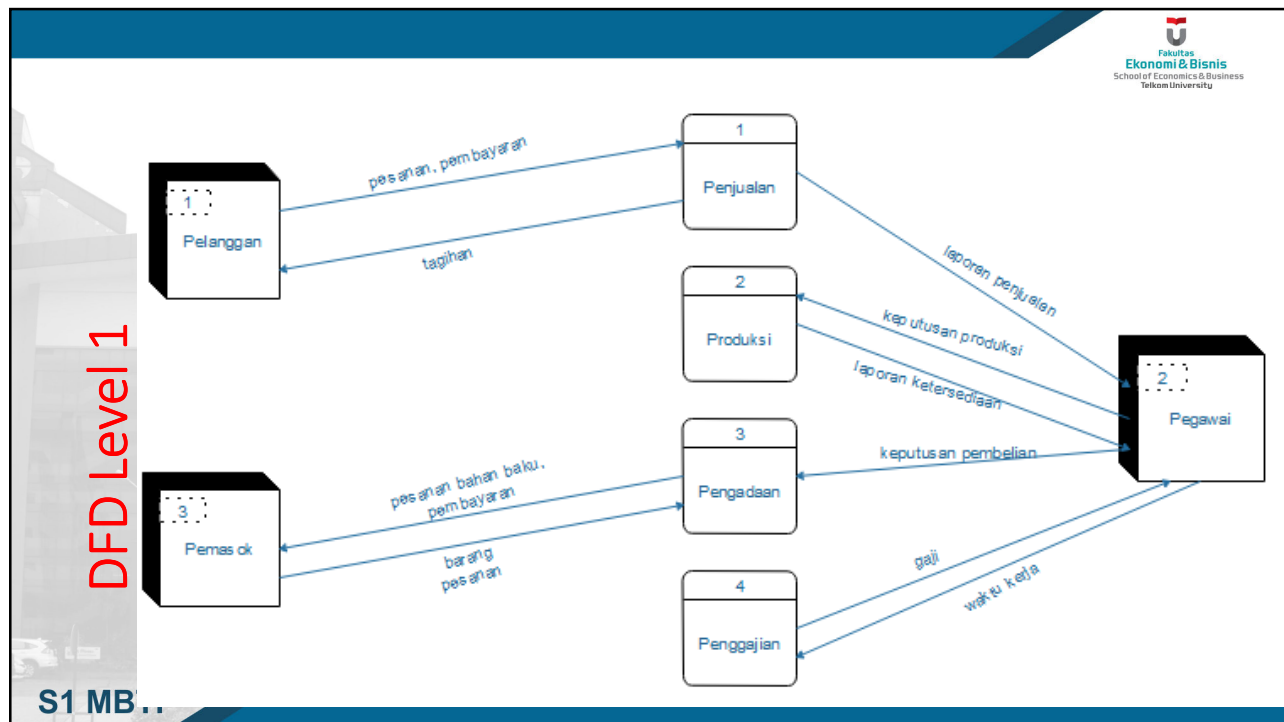 Fakultas
Ekonomi & Bisnis
School of Economics & Business
Telkom University
DFD Level 1
1
Pelanggan
pesanan, pembayaran
tagihan
1
Penjualan
laporan penjualan
2
Produksi
keputusan produksi
laporan ketersediaan
2
Pegawai
3
Pengadaan
keputusan pembelian
3
Pemasok
pesanan bahan baku,
pembayaran
barang
pesanan
4
Penggajian
gaji
waktu kerja
S1